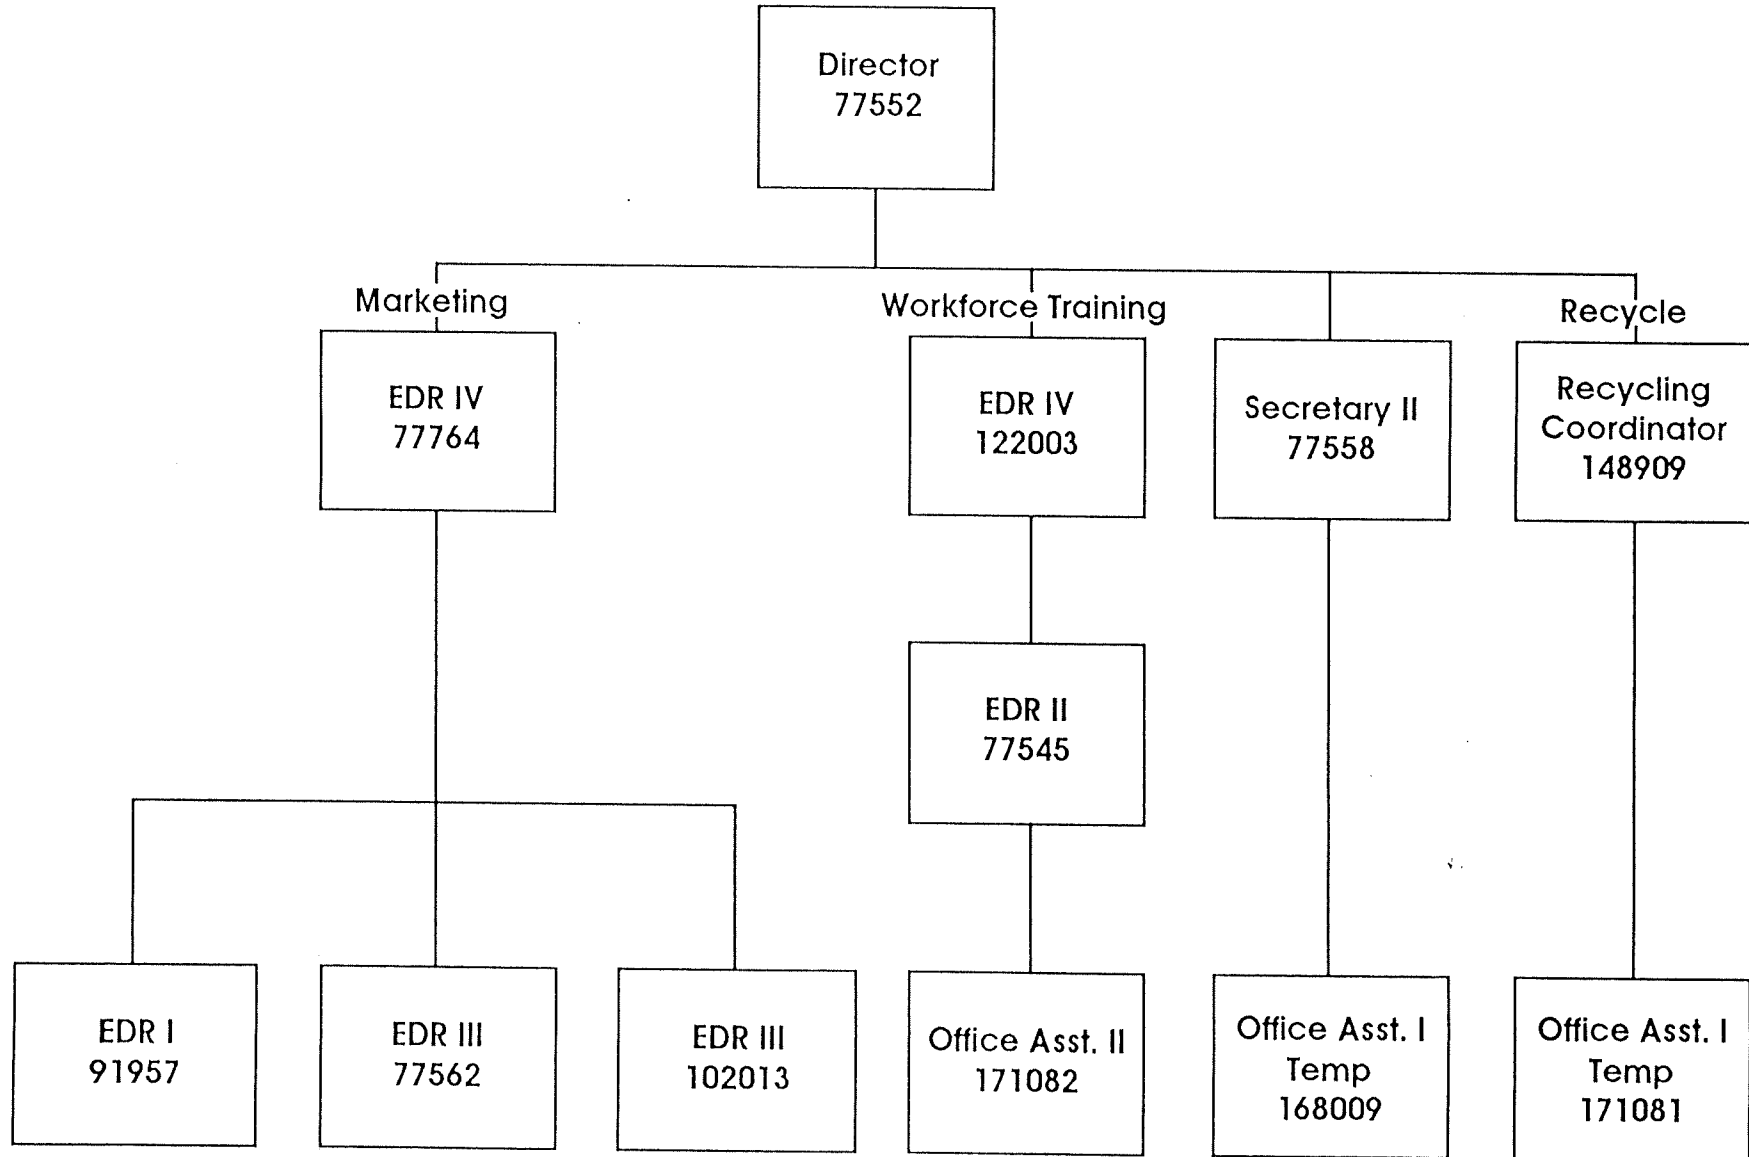 Director
77552
Marketing
Workforce Training
Recycle
EDR IV
77764
EDR IV
122003
Secretary II
77558
Recycling
Coordinator
148909
EDR II
77545
EDR I
91957
EDR III
77562
EDR III
102013
Office Asst. II
171082
Office Asst. I
Temp
168009
Office Asst. I
Temp
171081